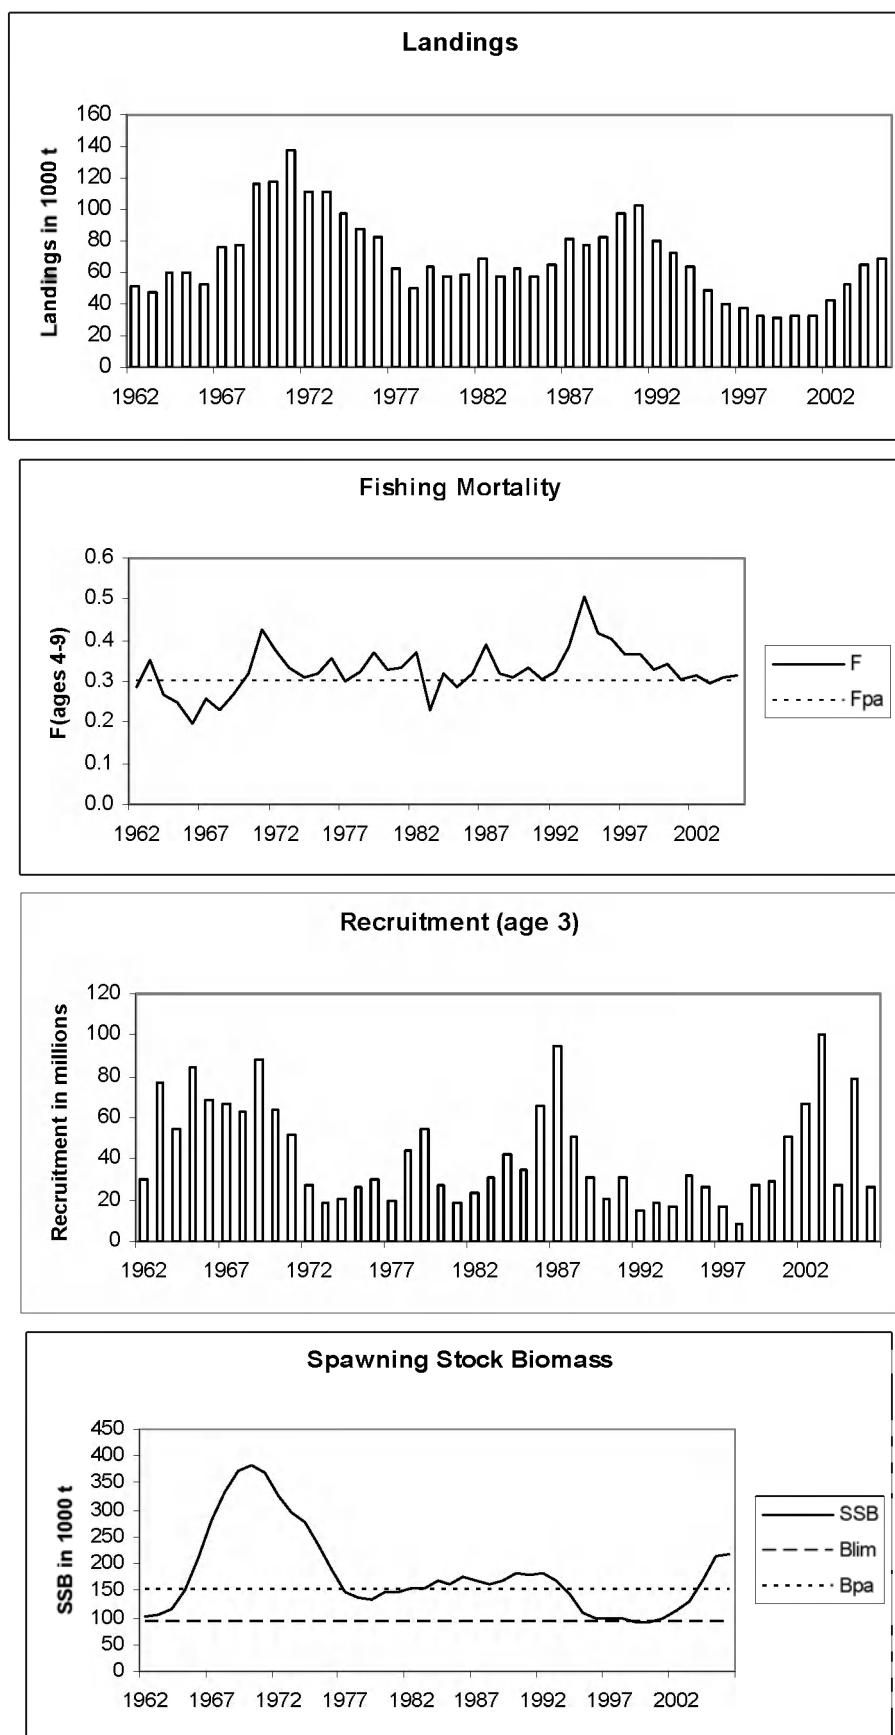 Landings
Landings in 1000 t
160
140
120
100
80
60
40
20
0
1962 1967 1972 1977 1982 1987 1992 1997 2002
Fishing Mortality
F(ages 4-9)
0.6
0.5
0.4
0.3
0.2
0.1
0.0
1962 1967 1972 1977 1982 1987 1992 1997 2002
F
Fpa
Recruitment (age 3)
Recruitment in millions
120
100
80
60
40
20
0
1962 1967 1972 1977 1982 1987 1992 1997 2002
Spawning Stock Biomass
SSB in 1000 t
450
400
350
300
250
200
150
100
50
0
1962 1967 1972 1977 1982 1987 1992 1997 2002
SSB
Blim
Bpa